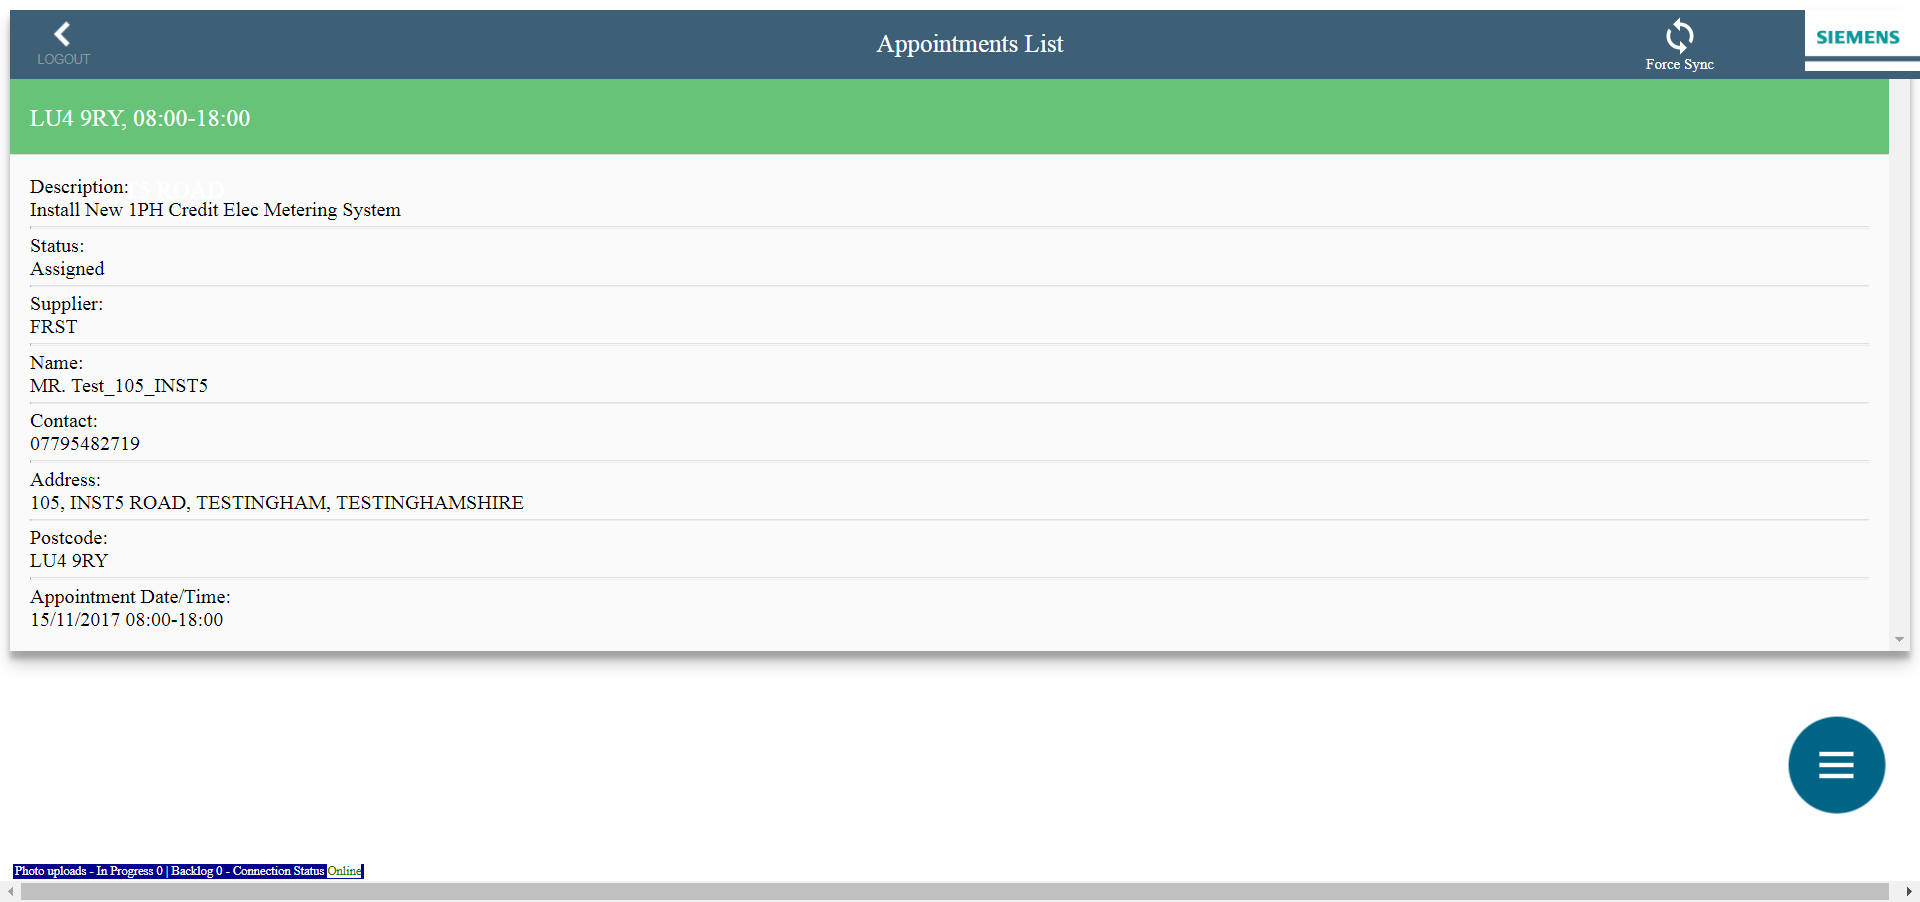 LOGOUT
Appointments List
Force Sync
SIEMENS
LU4 9RY, 08:00-18:00
Description:
5 ROAD
Install New 1PH Credit Elec Metering System
Status:
Assigned
Supplier:
FRST
Name:
MR. Test_105_INST5
Contact:
07795482719
Address:
105, INST5 ROAD, TESTINGHAM, TESTINGHAMSHIRE
Postcode:
LU4 9RY
Appointment Date/Time:
15/11/2017 08:00-18:00
Photo uploads - In Progress 0 | Backlog 0 - Connection Status Online